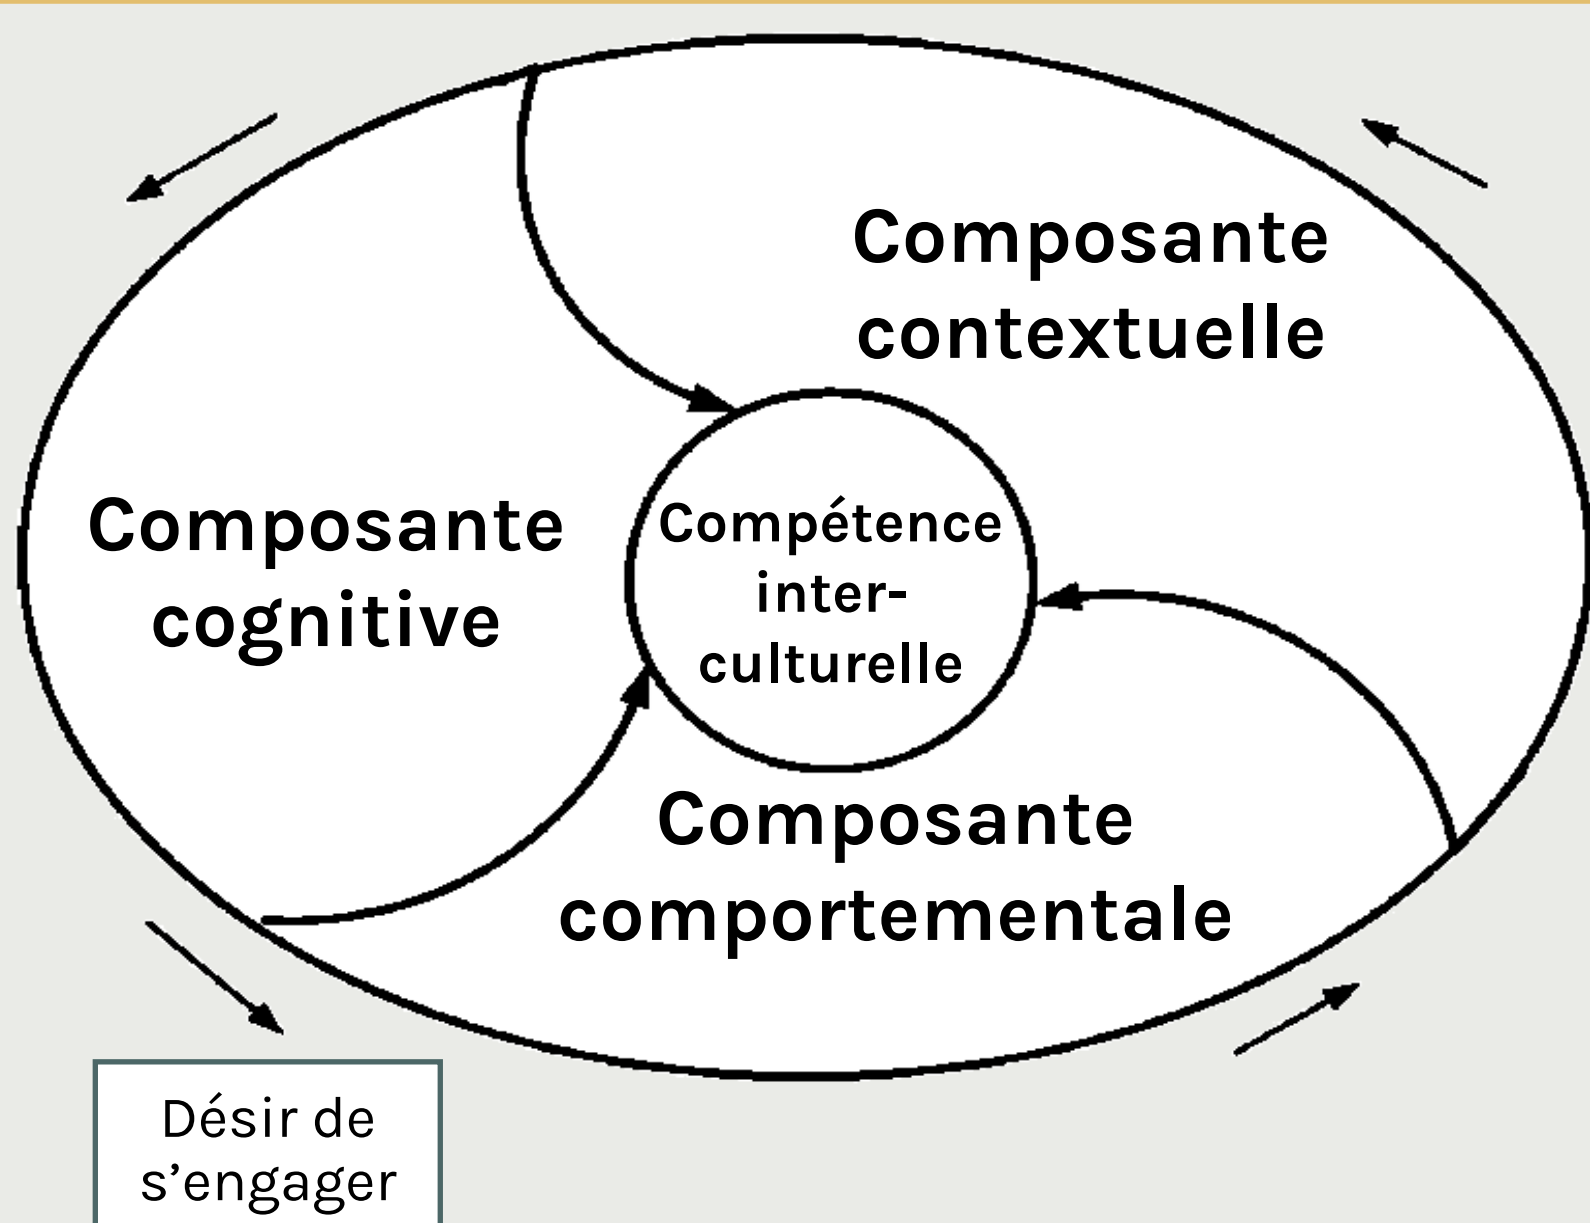 Composante
contextuelle
Composante
cognitive
Compétence
inter-
culturelle
Composante
comportementale
Désir de
s’engager